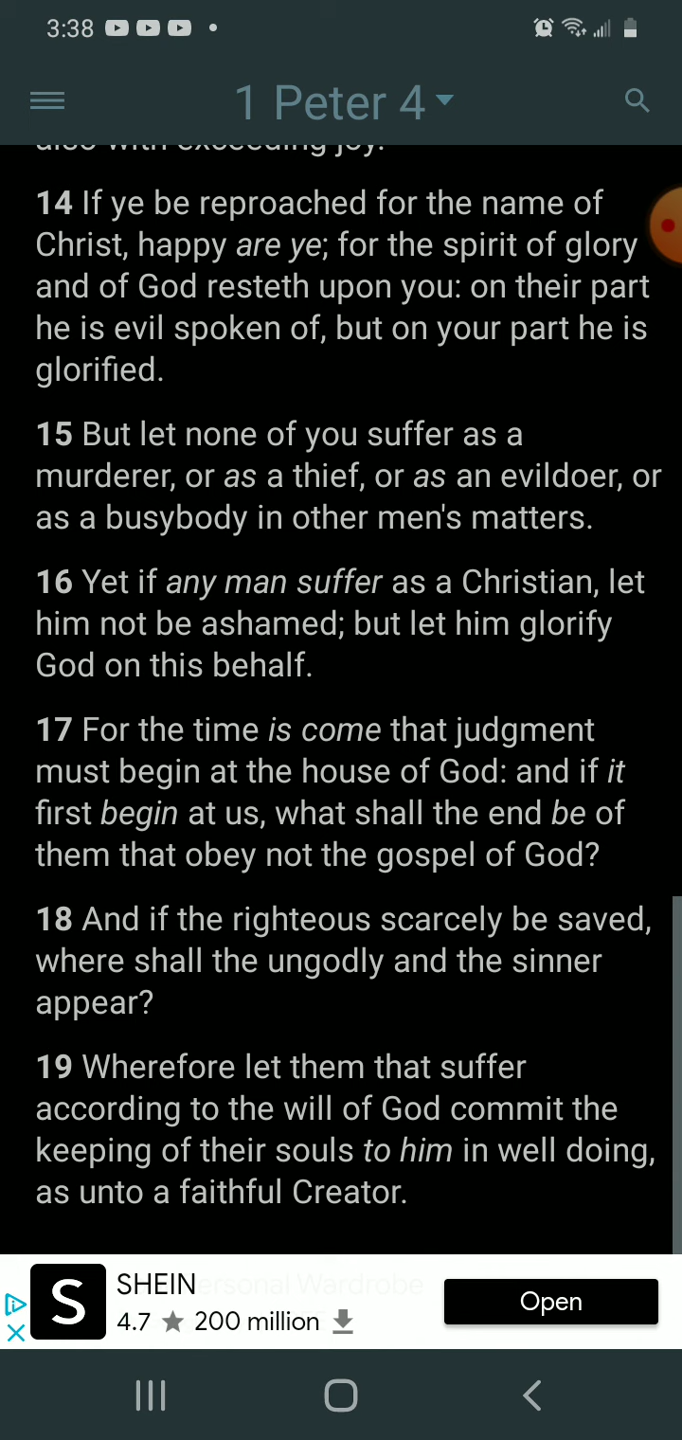 3:38
1 Peter 4
also with exceeding joy.
14 If ye be reproached for the name of
Christ, happy are ye; for the spirit of glory
and of God resteth upon you: on their part
he is evil spoken of, but on your part he is
glorified.
15 But let none of you suffer as a
murderer, or as a thief, or as an evildoer, or
as a busybody in other men's matters.
16 Yet if any man suffer as a Christian, let
him not be ashamed; but let him glorify
God on this behalf.
17 For the time is come that judgment
must begin at the house of God: and if it
first begin at us, what shall the end be of
them that obey not the gospel of God?
18 And if the righteous scarcely be saved,
where shall the ungodly and the sinner
appear?
19 Wherefore let them that suffer
according to the will of God commit the
keeping of their souls to him in well doing,
as unto a faithful Creator.
S
SHEIN
4.7 ★ 200 million
Open